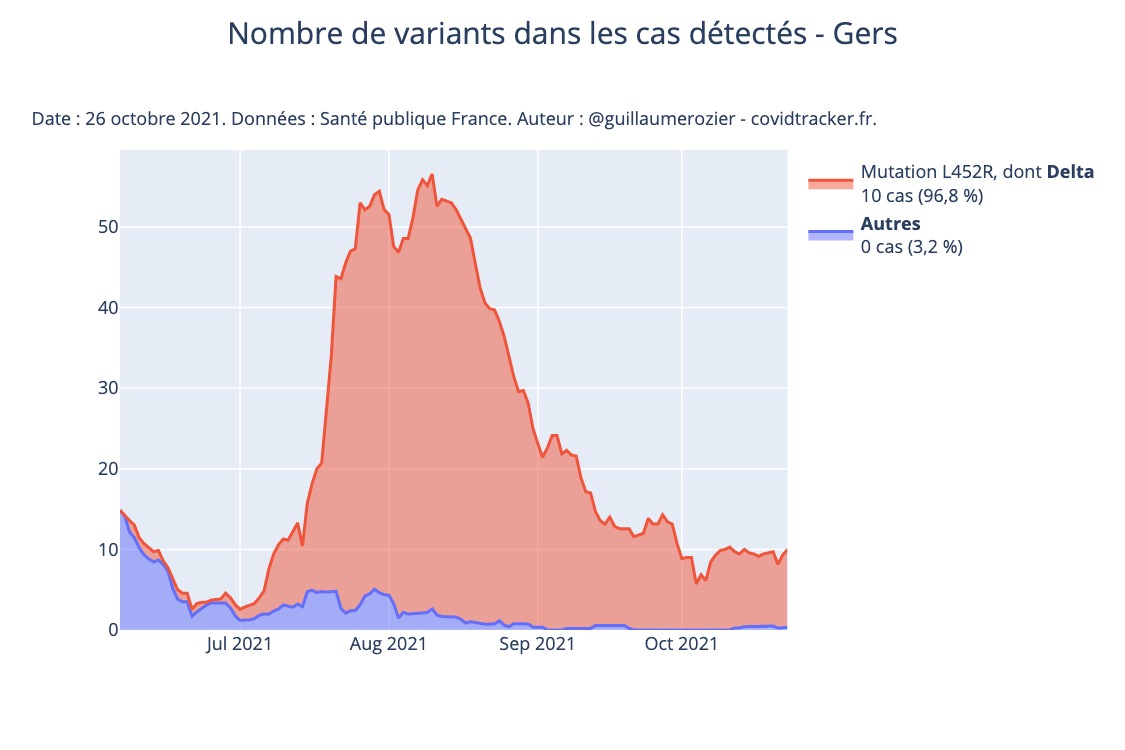 Nombre de variants dans les cas détectés - Gers
Date : 26 octobre 2021. Données : Santé publique France. Auteur : @guillaumerozier - covidtracker.fr.
Mutation L452R, dont Delta
10 cas (96,8 %)
Autres
0 cas (3,2 %)
50
40
30
20
10
0
Jul 2021
Aug 2021
Sep 2021
Oct 2021